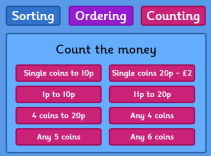 Sorting Ordering Counting
Count the money
Single coins to 10p Single coins 20p - £2
1p to 10p 11p to 20p
4 coins to 20p Any 4 coins
Any 5 coins Any 6 coins